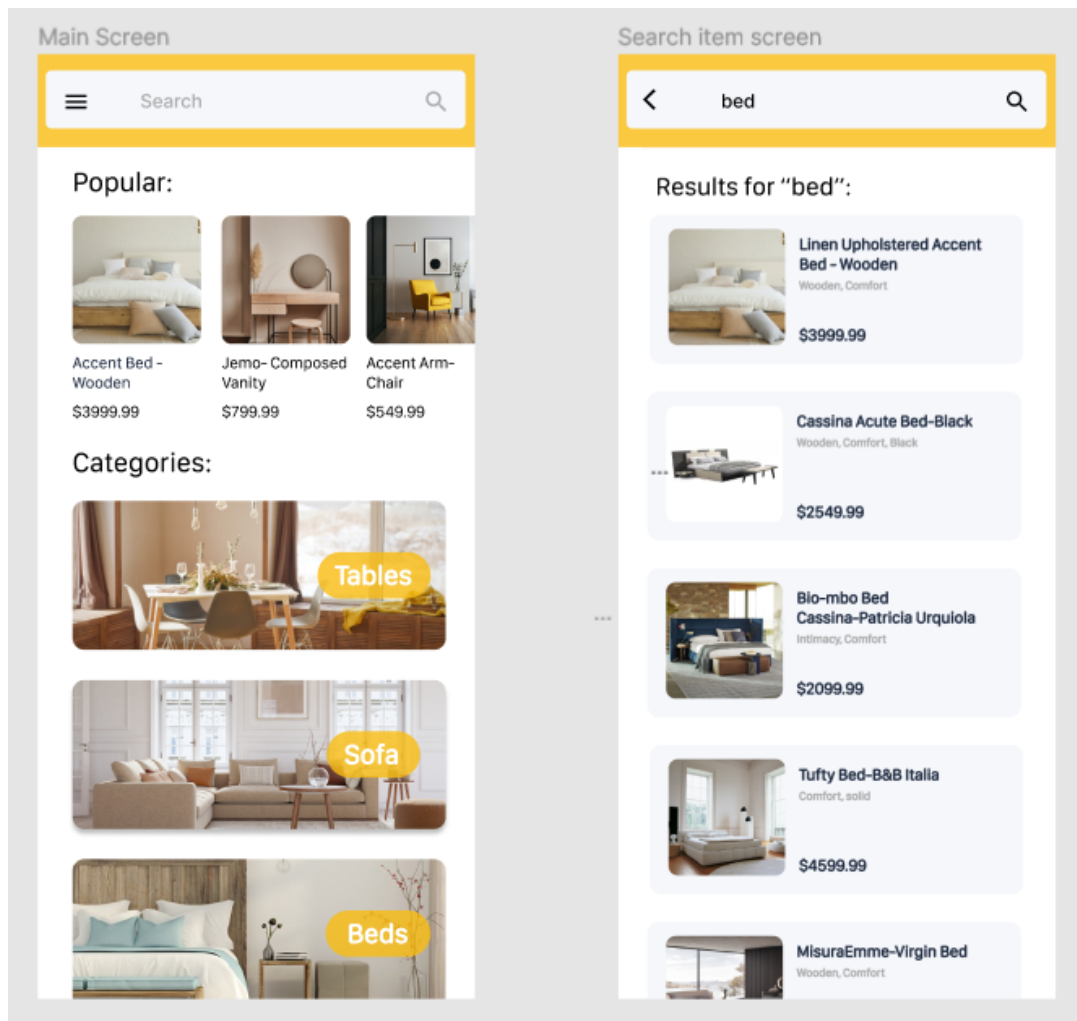 Main Screen
Search
Popular:
Accent Bed -
Wooden
$3999.99
Jemo- Composed
Vanity
$799.99
Accent Arm-
Chair
$549.99
Categories:
Tables
Sofa
Beds
Search item screen
bed
Results for “bed”:
Linen Upholstered Accent
Bed - Wooden
Wooden, Comfort
$3999.99
Cassina Acute Bed-Black
Wooden, Comfort, Black
$2549.99
Bio-mbo Bed
Cassina-Patricia Urquiola
Intimacy, Comfort
$2099.99
Tufty Bed-B&B Italia
Comfort, solid
$4599.99
MisuraEmme-Virgin Bed
Wooden, Comfort